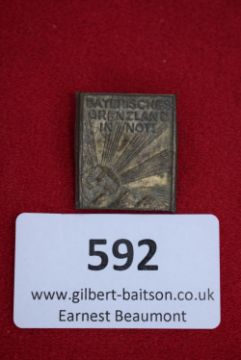 BAYERISCHES
GRENZLAND
IN NOT!
592
www.gilbert-baitson.co.uk
Earnest Beaumont